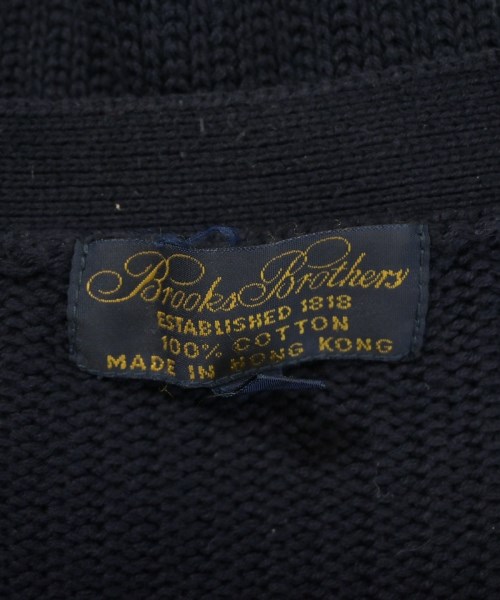 Brooks Brothers
ESTABLISHED 1818
100% COTTON
MADE IN HONG KONG